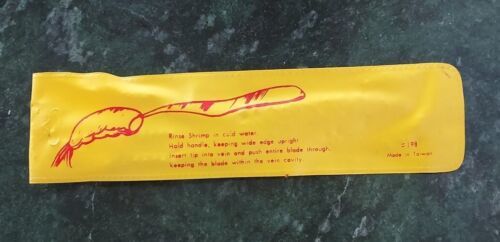 Rinse Shrimp in cold water.
Hold handle, keeping wide edge upright
Insert tip into vein and push entire blade through,
keeping the blade within the vein cavity.
Made in Taiwan